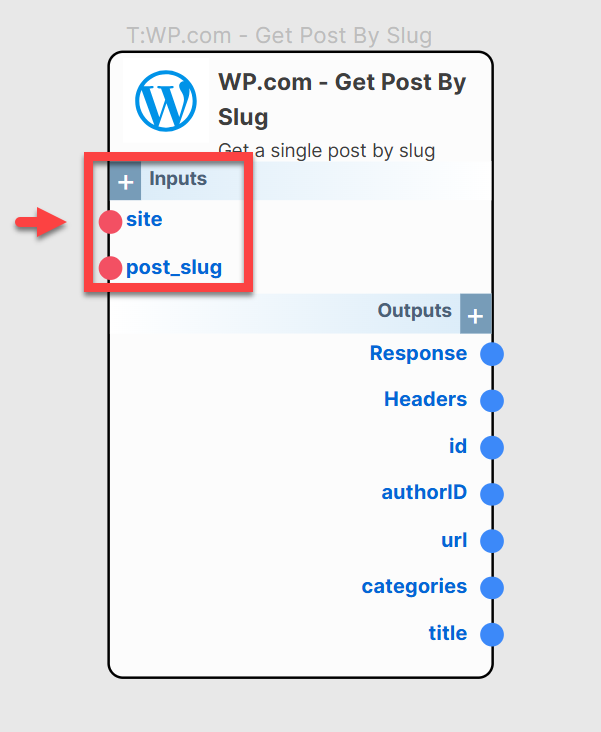 T:WP.com - Get Post By Slug
WP.com - Get Post By
Slug
Get a single post by slug
+ Inputs
site
post_slug
Outputs +
Response
Headers
id
authorID
url
categories
title